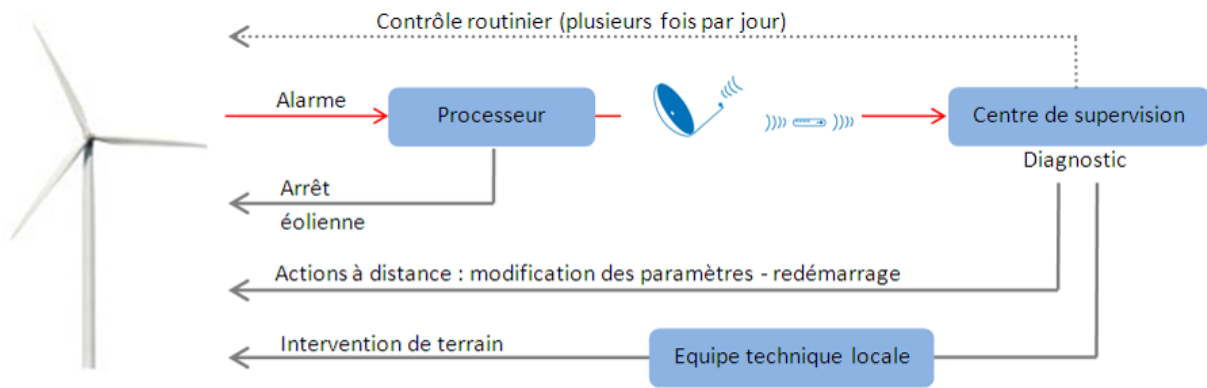 Contrôle routinier (plusieurs fois par jour)
Alarme
Processeur
Centre de supervision
Diagnostic
Arrêt
éolienne
Actions à distance : modification des paramètres - redémarrage
Intervention de terrain
Equipe technique locale